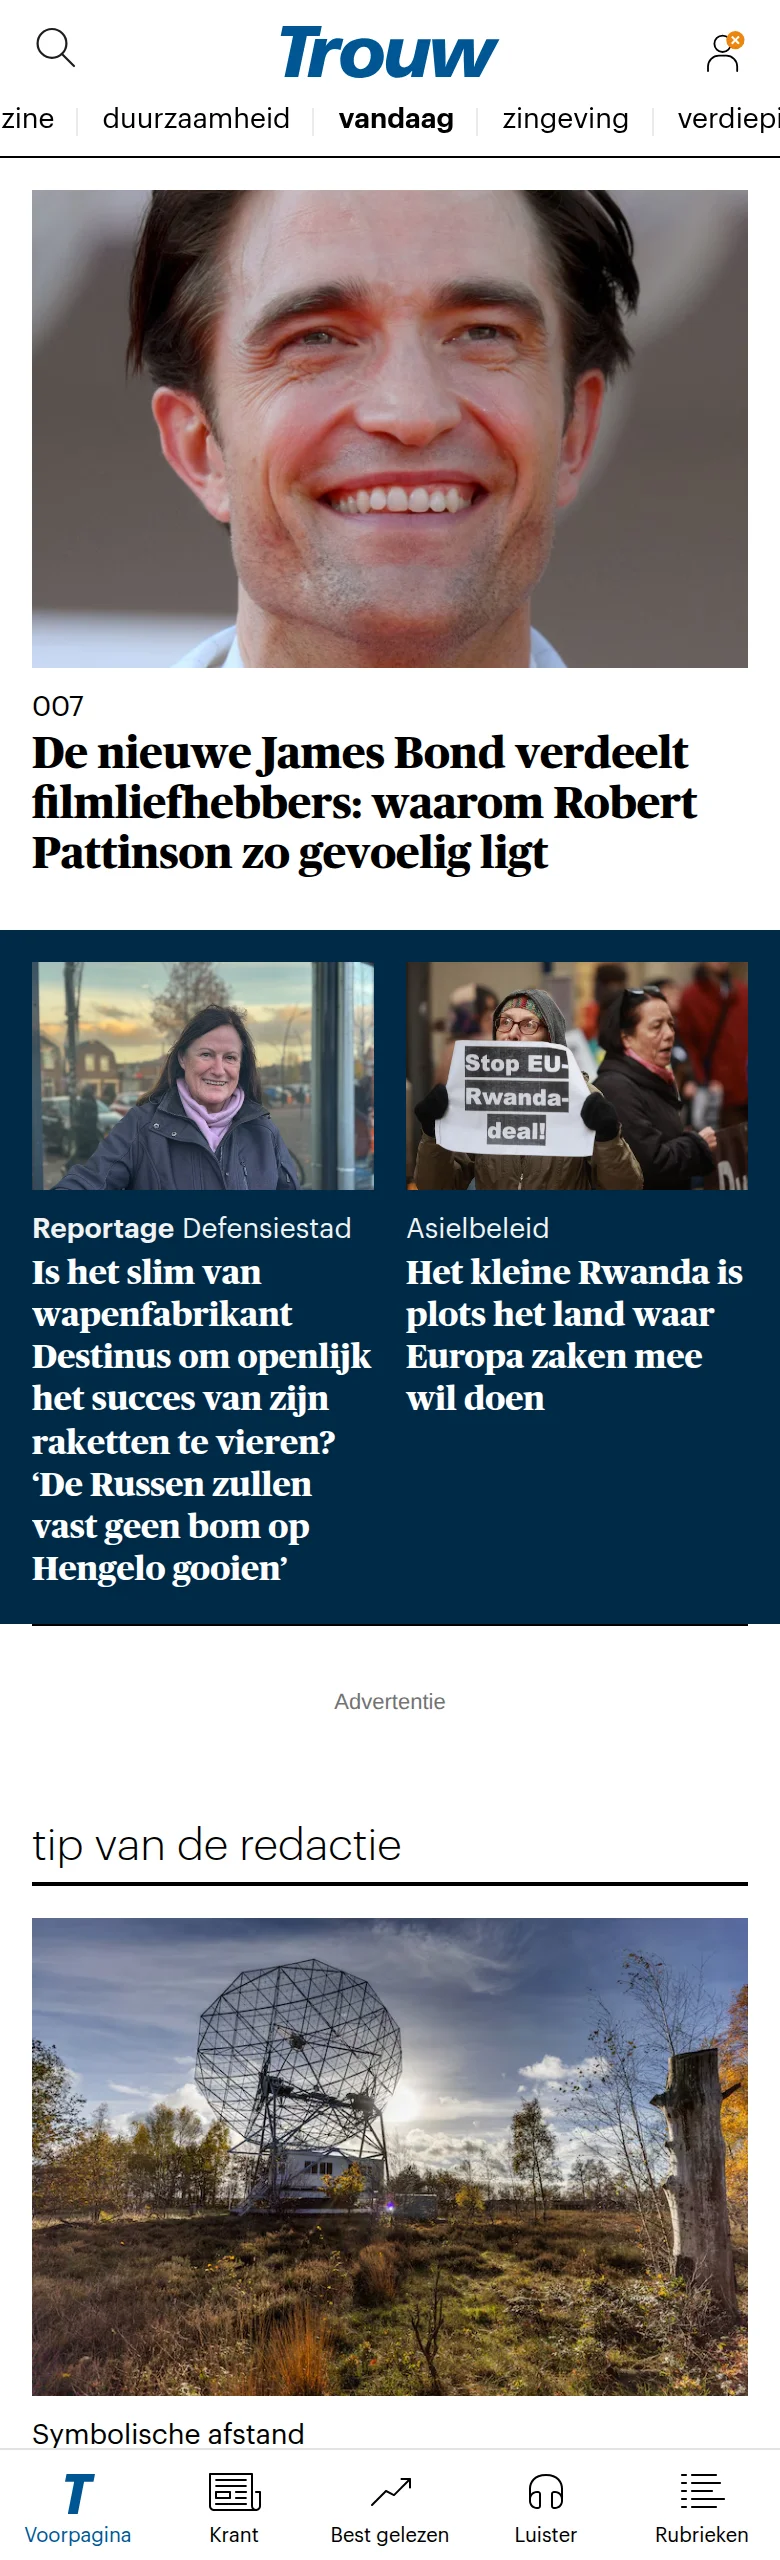 Trouw
zine duurzaamheid vandaag zingeving verdiepi
007
De nieuwe James Bond verdeelt
filmliefhebbers: waarom Robert
Pattinson zo gevoelig ligt
Stop EU-
Rwanda-
deal!
Reportage Defensiestad
Is het slim van
wapenfabrikant
Destinus om openlijk
het succes van zijn
raketten te vieren?
‘De Russen zullen
vast geen bom op
Hengelo gooien’
Asielbeleid
Het kleine Rwanda is
plots het land waar
Europa zaken mee
wil doen
Advertentie
tip van de redactie
Symbolische afstand
T
Voorpagina Krant Best gelezen Luister Rubrieken